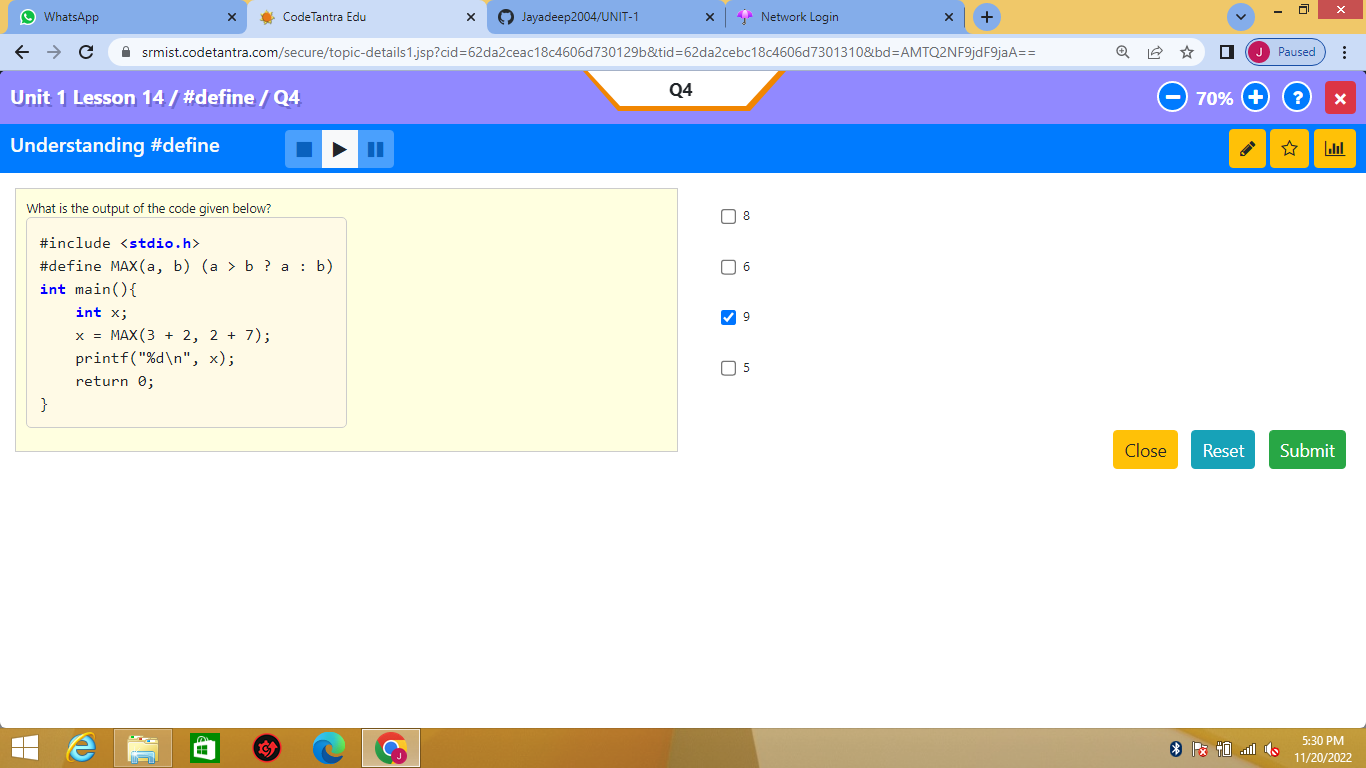 WhatsApp
CodeTantra Edu
Jayadeep2004/UNIT-1
Network Login
srmist.codetantra.com/secure/topic-details1.jsp?cid=62da2ceac18c4606d730129b&tid=62da2cebc18c4606d7301310&bd=AMTQ2NF9jdF9jaA==
J Paused
Unit 1 Lesson 14 / #define / Q4
Q4
70%
?
Understanding #define
What is the output of the code given below?
#include <stdio.h>
#define MAX(a, b) (a > b ? a : b)
int main(){
int x;
x = MAX(3 + 2, 2 + 7);
printf("%d\n", x);
return 0;
}
8
6
9
5
Close
Reset
Submit
J
5:30 PM
11/20/2022